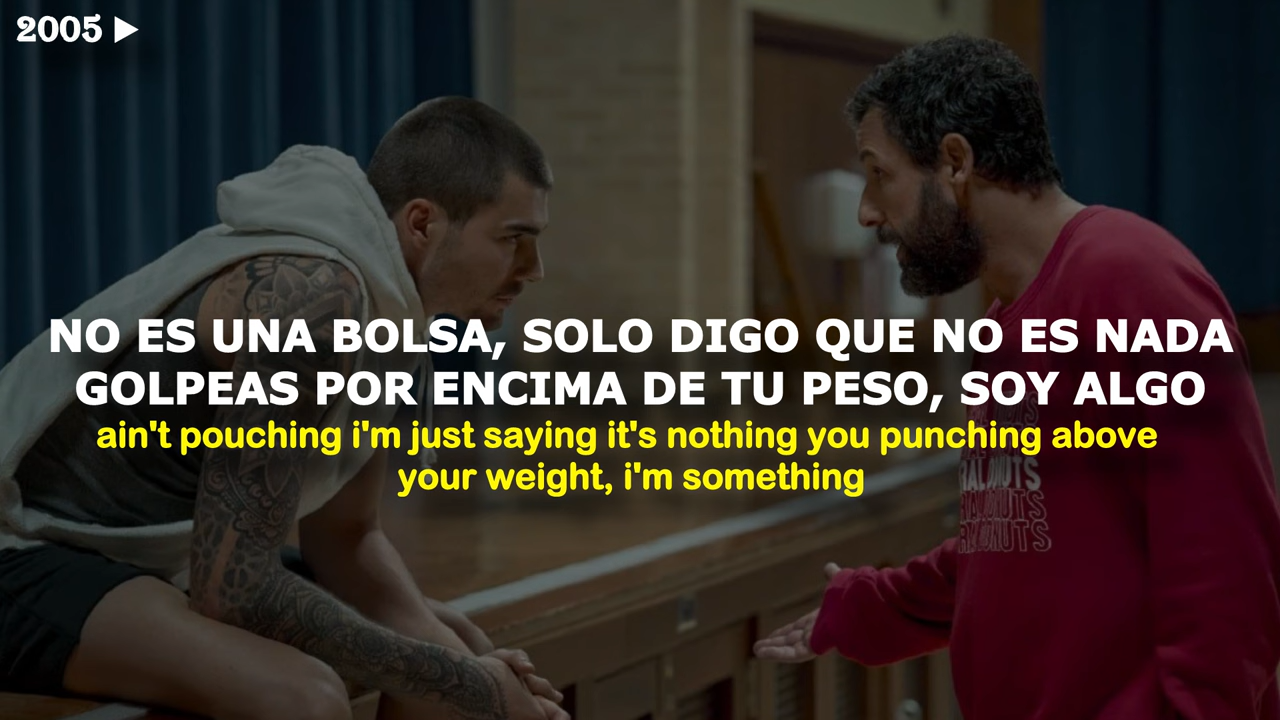 2005 ▶
NO ES UNA BOLSA, SOLO DIGO QUE NO ES NADA
GOLPEAS POR ENCIMA DE TU PESO, SOY ALGO
ain't pouching i'm just saying it's nothing you punching above
your weight, i'm something